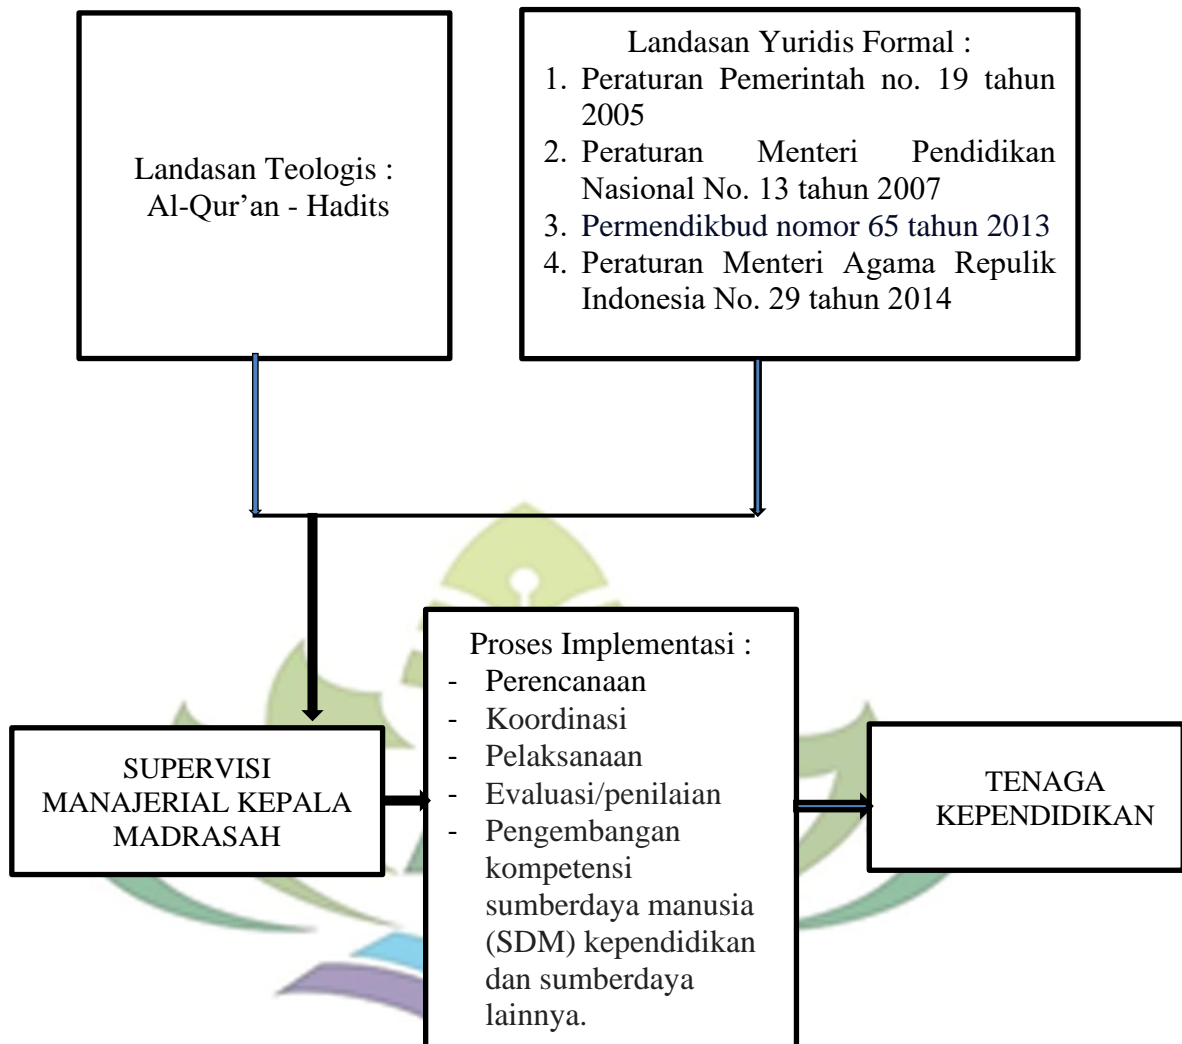 Landasan Teologis :
Al-Qur’an - Hadits
Landasan Yuridis Formal :
1. Peraturan Pemerintah no. 19 tahun
2005
2. Peraturan Menteri Pendidikan
Nasional No. 13 tahun 2007
3. Permendikbud nomor 65 tahun 2013
4. Peraturan Menteri Agama Repulik
Indonesia No. 29 tahun 2014
SUPERVISI
MANAJERIAL KEPALA
MADRASAH
Proses Implementasi :
- Perencanaan
- Koordinasi
- Pelaksanaan
- Evaluasi/penilaian
- Pengembangan
kompetensi
sumberdaya manusia
(SDM) kependidikan
dan sumberdaya
lainnya.
TENAGA
KEPENDIDIKAN